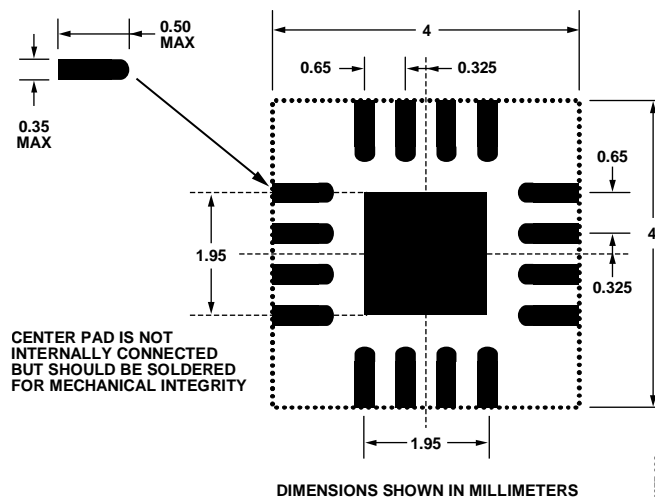 0.50
MAX
4
0.65
0.325
0.35
MAX
0.65
4
1.95
0.325
CENTER PAD IS NOT
INTERNALLY CONNECTED
BUT SHOULD BE SOLDERED
FOR MECHANICAL INTEGRITY
1.95
DIMENSIONS SHOWN IN MILLIMETERS